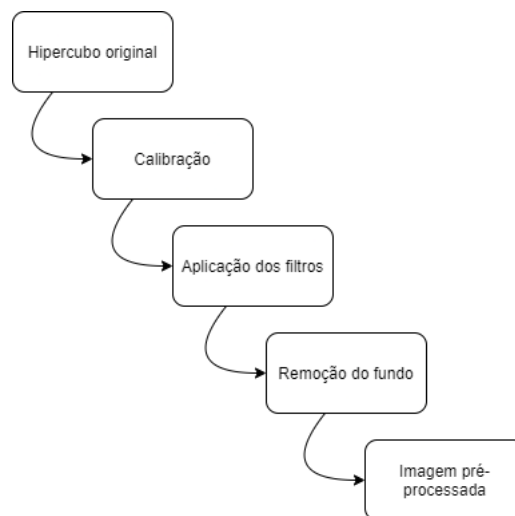 Hipercubo original
Calibração
Aplicação dos filtros
Remoção do fundo
Imagem pré-
processada